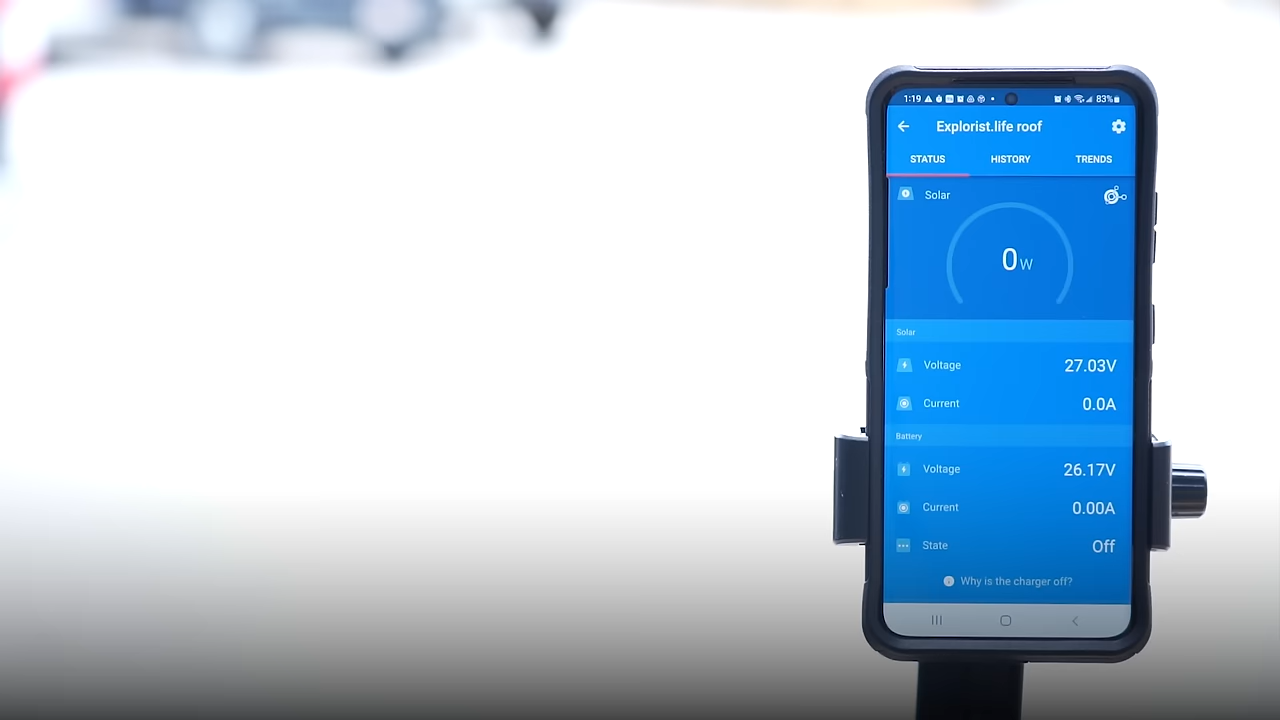 1:19 83%
Explorist.life roof
STATUS HISTORY TRENDS
Solar
0W
Solar
Voltage 27.03V
Current 0.0A
Battery
Voltage 26.17V
Current 0.00A
State Off
Why is the charger off?